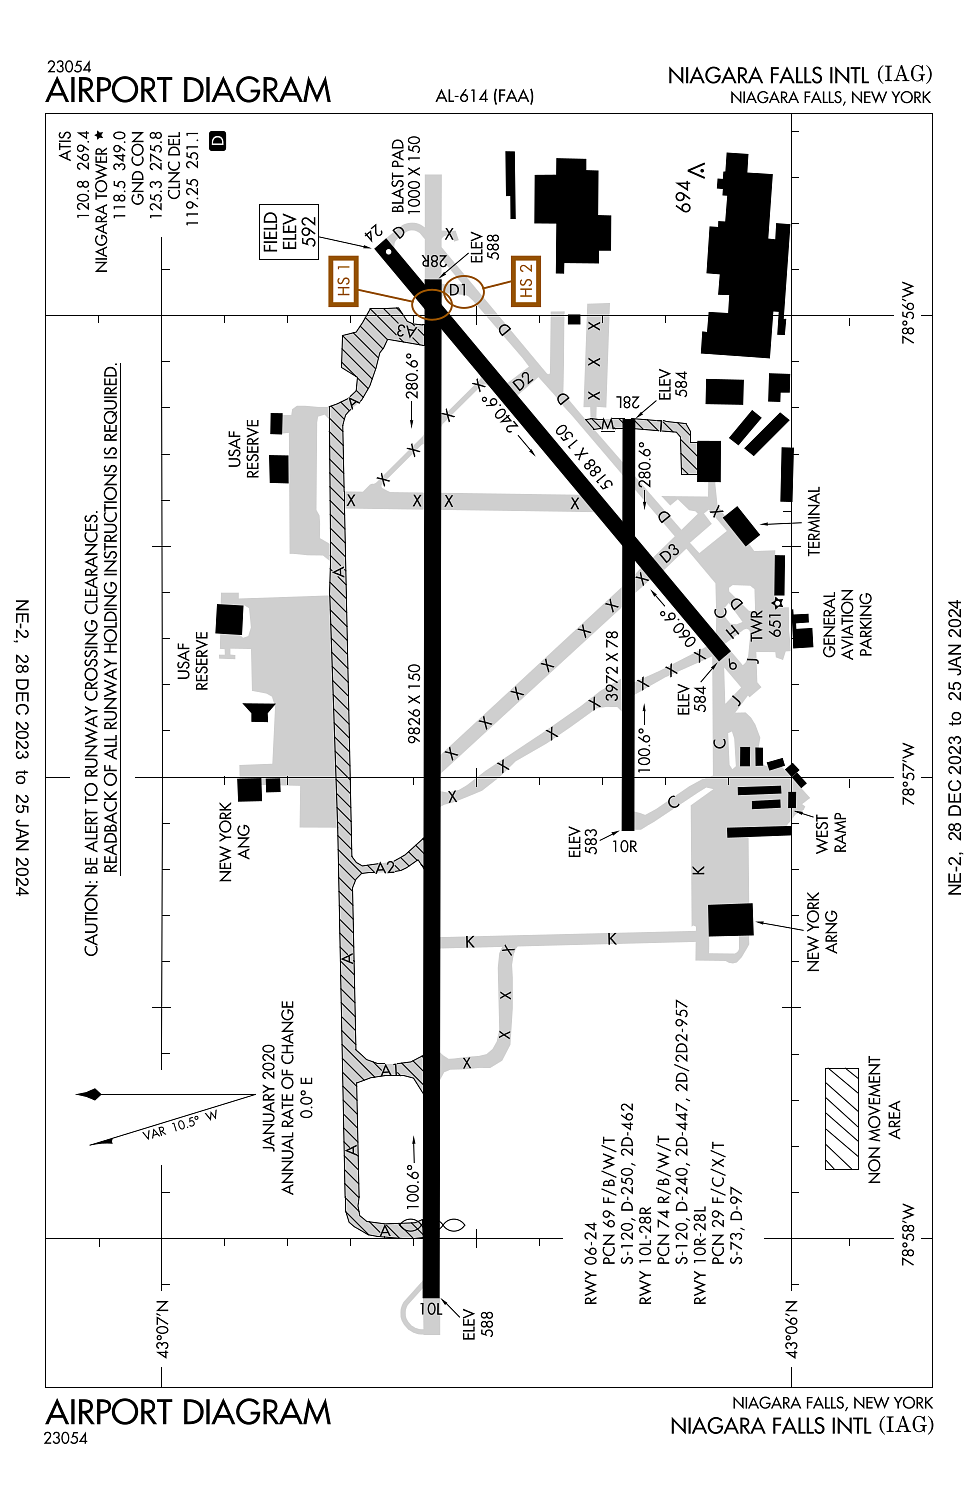 23054
AIRPORT DIAGRAM
AL-614 (FAA)
NIAGARA FALLS INTL (IAG)
NIAGARA FALLS, NEW YORK
ATIS
120.8 269.4
NIAGARA TOWER ★
118.5 349.0
GND CON
125.3 275.8
CLNC DEL
119.25 251.1
D
CAUTION: BE ALERT TO RUNWAY CROSSING CLEARANCES.
READBACK OF ALL RUNWAY HOLDING INSTRUCTIONS IS REQUIRED.
FIELD
ELEV
592
BLAST PAD
1000 X 150
24
D
X
28R
ELEV
588
HS 1
HS 2
D1
A3
694
78°56'W
280.6°
A
D
X
X
X
D2
X
X
X
X
X
240.6°
D
5188 X 150
28L
ELEV
584
W
L
USAF
RESERVE
X
X
X
X
280.6°
D
X
TERMINAL
A
D3
X
X
X
X
X
X
X
060.6°
C
D
H
TWR
651
GENERAL
AVIATION
PARKING
USAF
RESERVE
9826 X 150
3972 X 78
X
X
X
X
X
X
X
6
J
J
ELEV
584
100.6°
C
78°57'W
NEW YORK
ANG
C
WEST
RAMP
ELEV
583
10R
A2
K
NEW YORK
ARNG
K
K
A
X
X
X
X
A1
JANUARY 2020
ANNUAL RATE OF CHANGE
0.0° E
VAR 10.5° W
A
100.6°
A
RWY 06-24
PCN 69 F/B/W/T
S-120, D-250, 2D-462
RWY 10L-28R
PCN 74 R/B/W/T
S-120, D-240, 2D-447, 2D/2D2-957
RWY 10R-28L
PCN 29 F/C/X/T
S-73, D-97
NON MOVEMENT
AREA
78°58'W
10L
ELEV
588
43°07'N
43°06'N
NE-2, 28 DEC 2023 to 25 JAN 2024
NE-2, 28 DEC 2023 to 25 JAN 2024
AIRPORT DIAGRAM
23054
NIAGARA FALLS, NEW YORK
NIAGARA FALLS INTL (IAG)